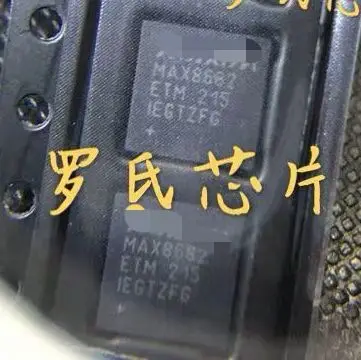 MAX8682
ETM 215
IEGTZFG
+
罗氏芯片
MAX8682
ETM 215
IEGTZFG
+